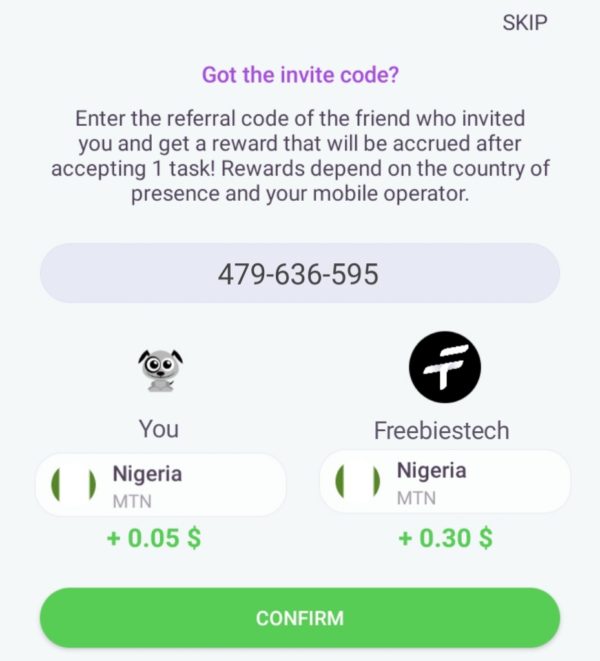 SKIP
Got the invite code?
Enter the referral code of the friend who invited
you and get a reward that will be accrued after
accepting 1 task! Rewards depend on the country of
presence and your mobile operator.
479-636-595
You
Nigeria
MTN
+ 0.05 $
Freebiestech
Nigeria
MTN
+ 0.30 $
CONFIRM